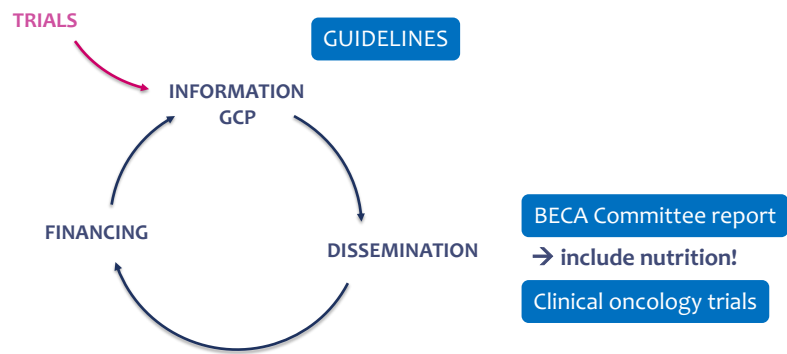 TRIALS
GUIDELINES
INFORMATION
GCP
FINANCING
DISSEMINATION
BECA Committee report
→ include nutrition!
Clinical oncology trials